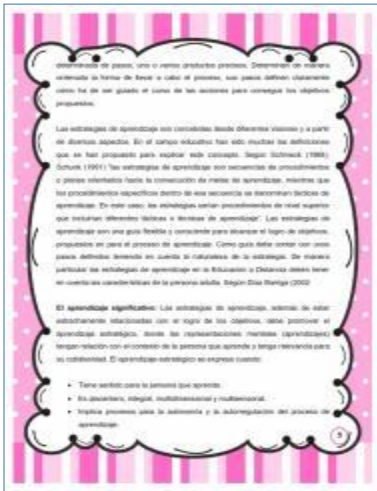 determinada de pasos, uno o varios productos precisos. Determinan de manera
ordenada la forma de llevar a cabo el proceso, sus pasos definen claramente
cómo ha de ser guiado el curso de las acciones para conseguir los objetivos
propuestos.
Las estrategias de aprendizaje son concebidas desde diferentes visiones y a partir
de diversos aspectos. En el campo educativo han sido muchas las definiciones
que se han propuesto para explicar este concepto. Según Schmeck (1988);
Schunk (1991) "las estrategias de aprendizaje son secuencias de procedimientos
o planes orientados hacia la consecución de metas de aprendizaje, mientras que
los procedimientos específicos dentro de esa secuencia se denominan tácticas de
aprendizaje. En este caso, las estrategias serían procedimientos de nivel superior
que incluirían diferentes tácticas o técnicas de aprendizaje". Las estrategias de
aprendizaje son una guía flexible y consciente para alcanzar el logro de objetivos,
propuestos en para el proceso de aprendizaje. Como guía debe contar con unos
pasos definidos teniendo en cuenta la naturaleza de la estrategia. De manera
particular las estrategias de aprendizaje en la Educación a Distancia deben tener
en cuenta las características de la persona adulta. Según Díaz Barriga (2002
El aprendizaje significativo: Las estrategias de aprendizaje, además de estar
estrechamente relacionadas con el logro de los objetivos, debe promover el
aprendizaje estratégico, donde las representaciones mentales (aprendizajes)
tengan relación con el contexto de la persona que aprende y tenga relevancia para
su cotidianidad. El aprendizaje estratégico se expresa cuando:
• Tiene sentido para la persona que aprende.
• Es placentero, integral, multidimensional y multisensorial.
• Implica procesos para la autonomía y la autorregulación del proceso de
aprendizaje.
5